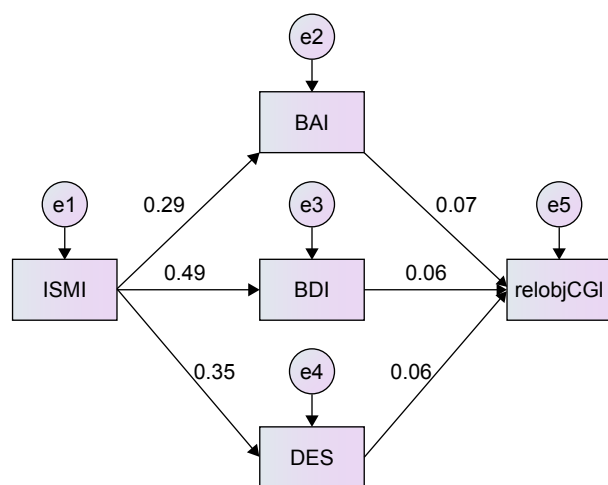 e2
BAI
e1
0.29
e3
0.07
e5
ISMI
0.49
BDI
0.06
relobjCGI
0.35
e4
0.06
DES